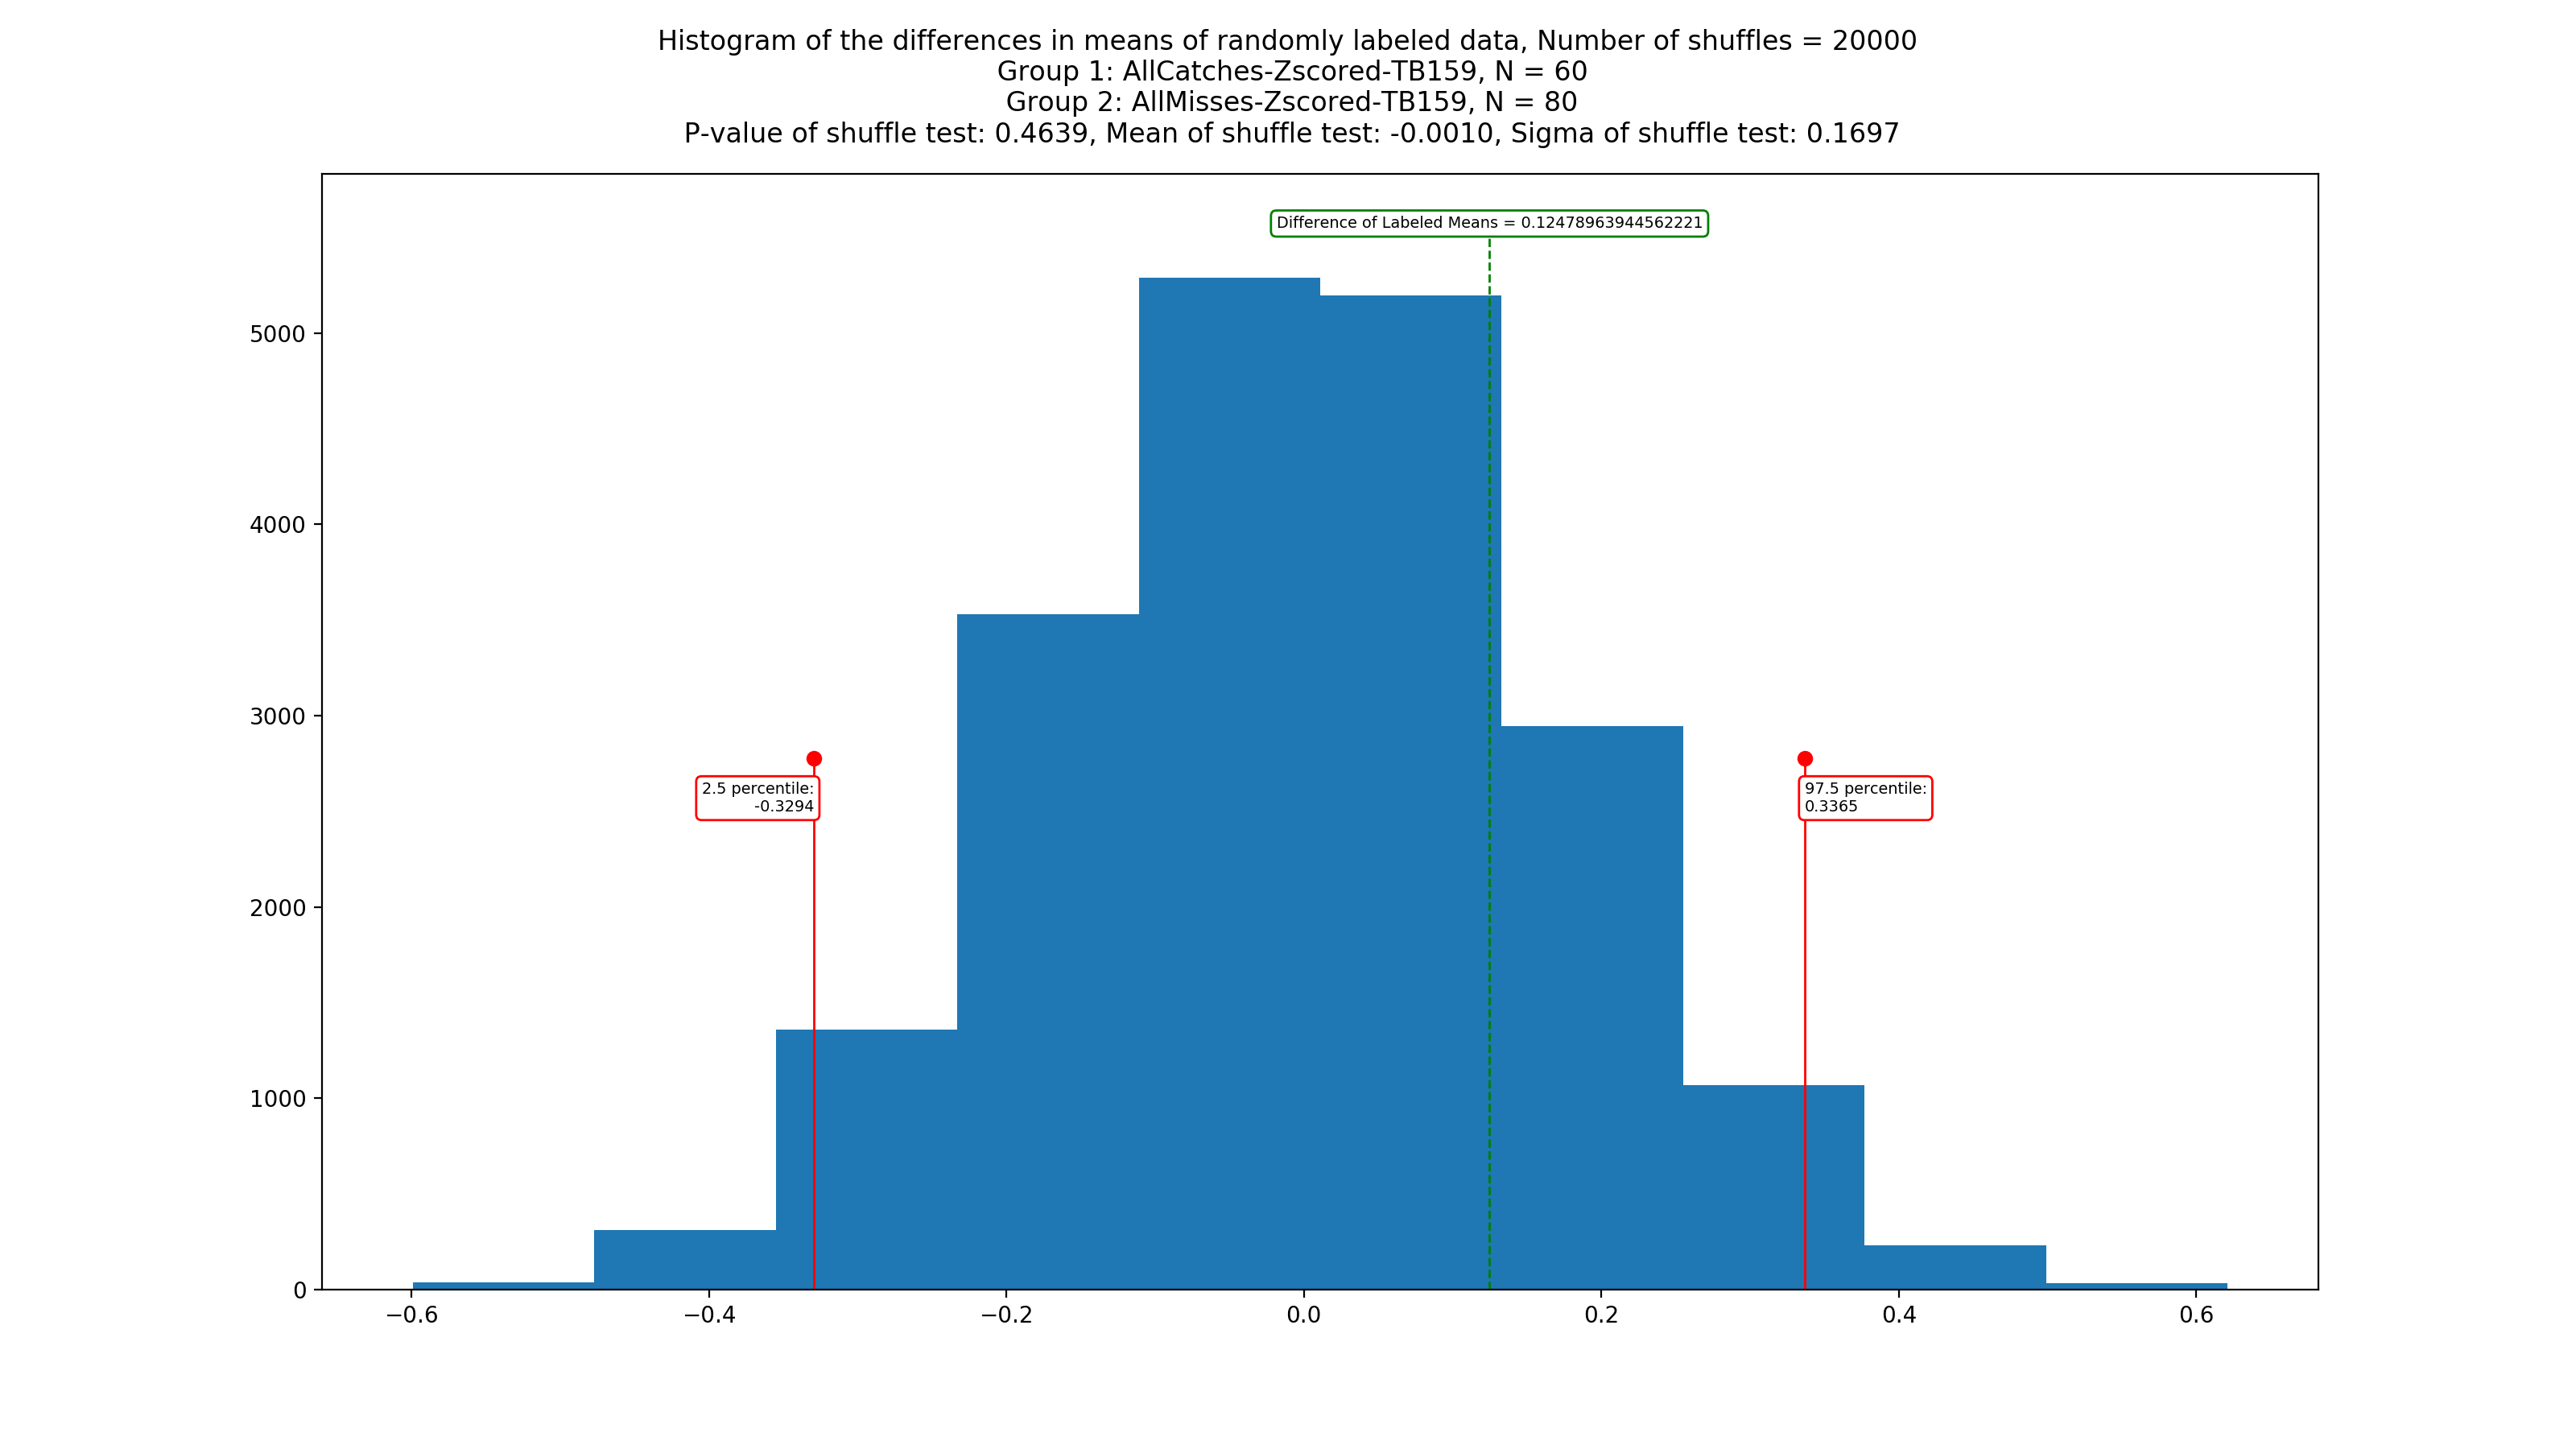 Histogram of the differences in means of randomly labeled data, Number of shuffles = 20000
Group 1: AllCatches-Zscored-TB159, N = 60
Group 2: AllMisses-Zscored-TB159, N = 80
P-value of shuffle test: 0.4639, Mean of shuffle test: -0.0010, Sigma of shuffle test: 0.1697
Difference of Labeled Means = 0.12478963944562221
5000
4000
3000
2.5 percentile:
-0.3294
97.5 percentile:
0.3365
2000
1000
0
−0.6
−0.4
−0.2
0.0
0.2
0.4
0.6